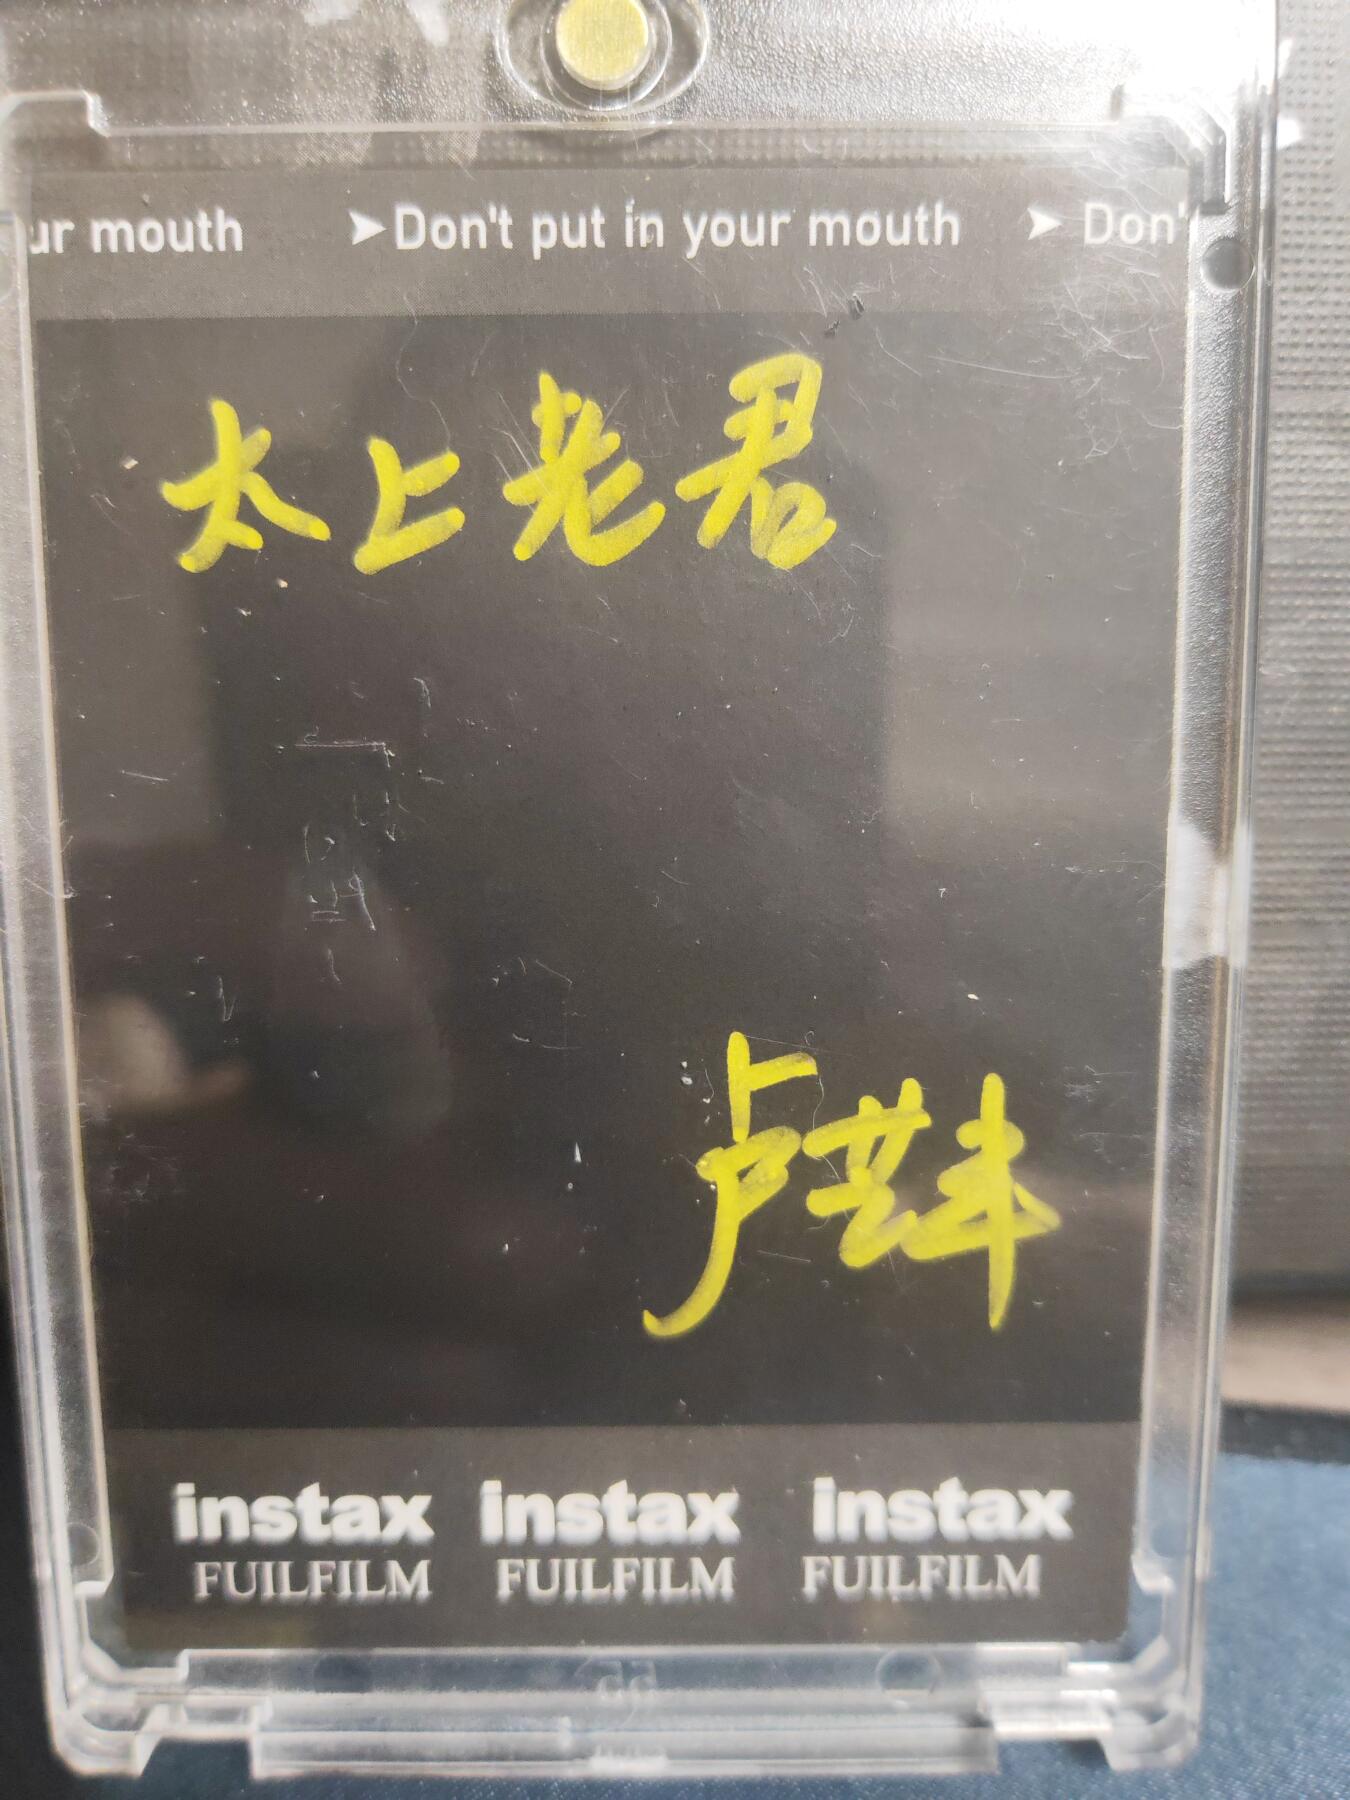 ur mouth ➤Don't put in your mouth ➤ Don'
太上老君
卢芸丰
instax instax instax
FUILFILM FUILFILM FUILFILM